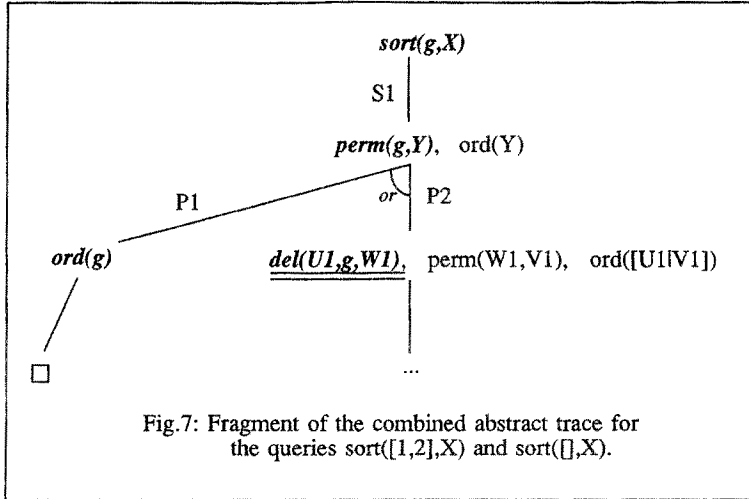 sort(g,X)
S1
perm(g,Y), ord(Y)
P1 or P2
ord(g) del(U1,g,W1), perm(W1,V1), ord([U1|V1])
...
Fig.7: Fragment of the combined abstract trace for
the queries sort([1,2],X) and sort([],X).